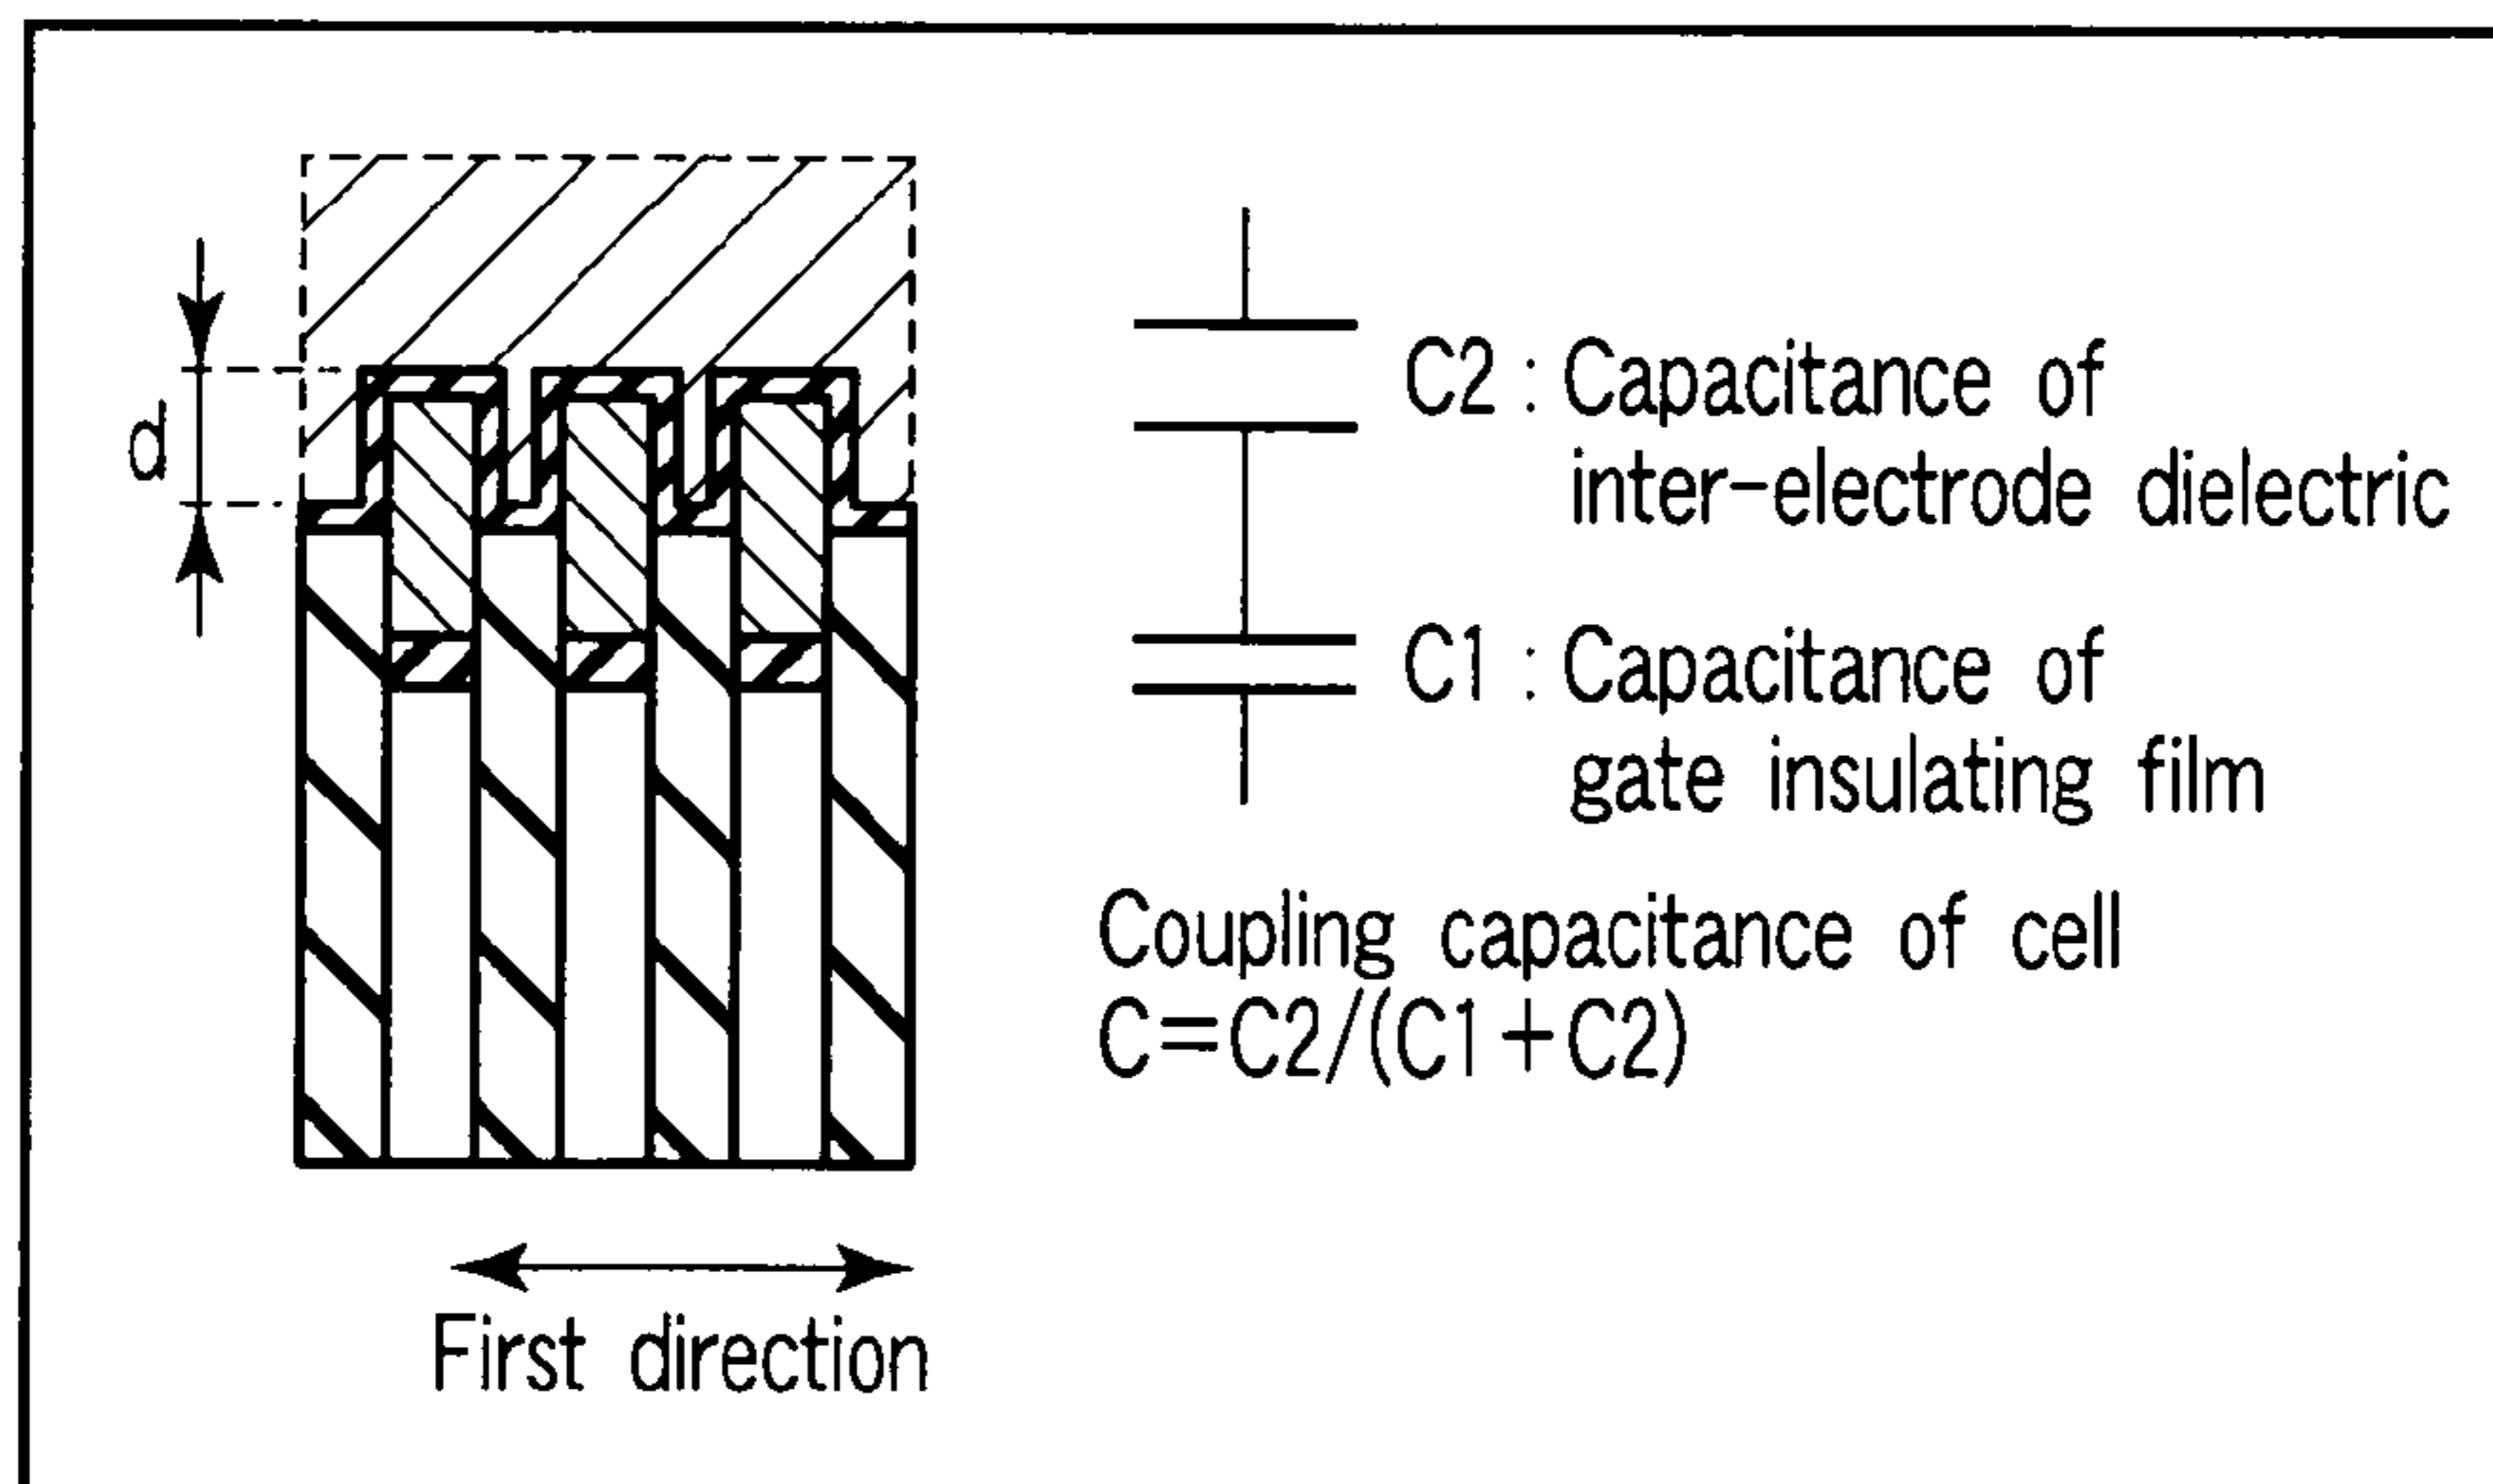 d
C2 : Capacitance of
inter-electrode dielectric
C1 : Capacitance of
gate insulating film
Coupling capacitance of cell
C=C2/(C1+C2)
First direction